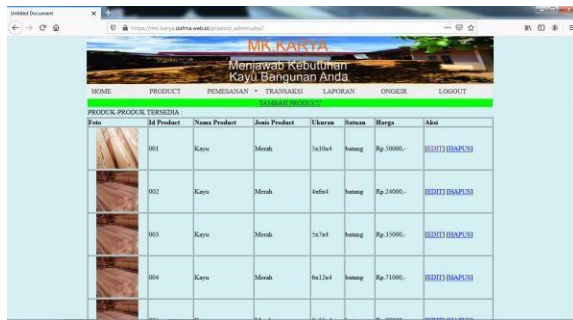 Untitled Document
https://mk-karya.dafma.web.id/product_admin.php?
MK.KARYA
Menjawab Kebutuhan
Kayu Bangunan Anda
HOME PRODUCT PEMESANAN TRANSAKSI LAPORAN ONGKIR LOGOUT
TAMBAH PRODUCT
PRODUK-PRODUK TERSEDIA :
Foto Id Product Nama Product Jenis Product Ukuran Satuan Harga Aksi
001 Kayu Merah 5x10x4 batang Rp.50000,- [EDIT] [HAPUS]
002 Kayu Merah 4x6x4 batang Rp.24000,- [EDIT] [HAPUS]
003 Kayu Merah 5x7x4 batang Rp.35000,- [EDIT] [HAPUS]
004 Kayu Merah 6x12x4 batang Rp.71000,- [EDIT] [HAPUS]